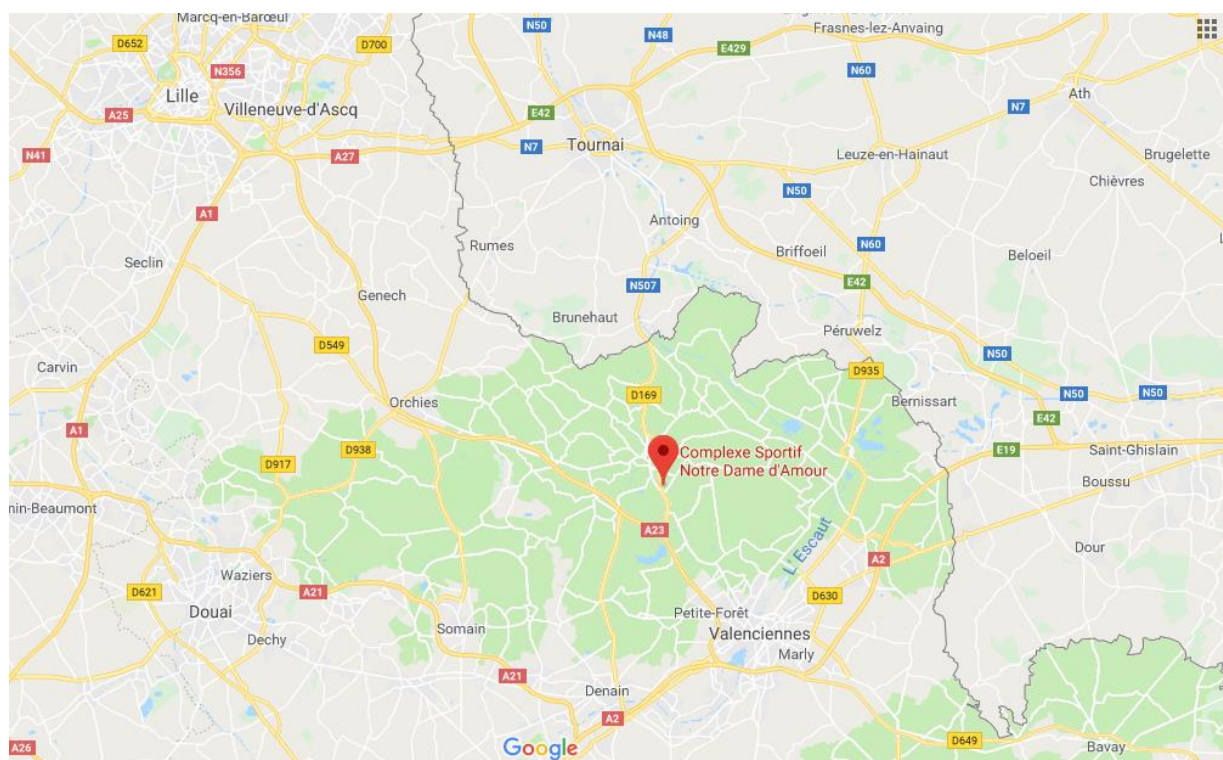 Marcq-en-Barœul
N50
N48
Frasnes-lez-Anvaing
D652
D700
E429
N356
N60
Lille
Villeneuve-d'Ascq
Ath
A25
E42
N7
N41
A27
N7
Tournai
Leuze-en-Hainaut
Brugelette
Chièvres
N50
A1
Antoing
Rumes
N60
Briffoeil
Beloeil
Seclin
E42
N507
Genech
Brunehaut
Péruwelz
D549
N50
Carvin
D935
D169
N50
N50
Orchies
Bernissart
E42
A1
D938
Complexe Sportif
Notre Dame d'Amour
E19
Saint-Ghislain
D917
Boussu
nin-Beaumont
A23
L' Escaut
Dour
A2
Waziers
D621
A21
D630
Douai
Petite-Forêt
Somain
Valenciennes
Dechy
Marly
A21
Denain
A2
D649
A26
Google
Bavay